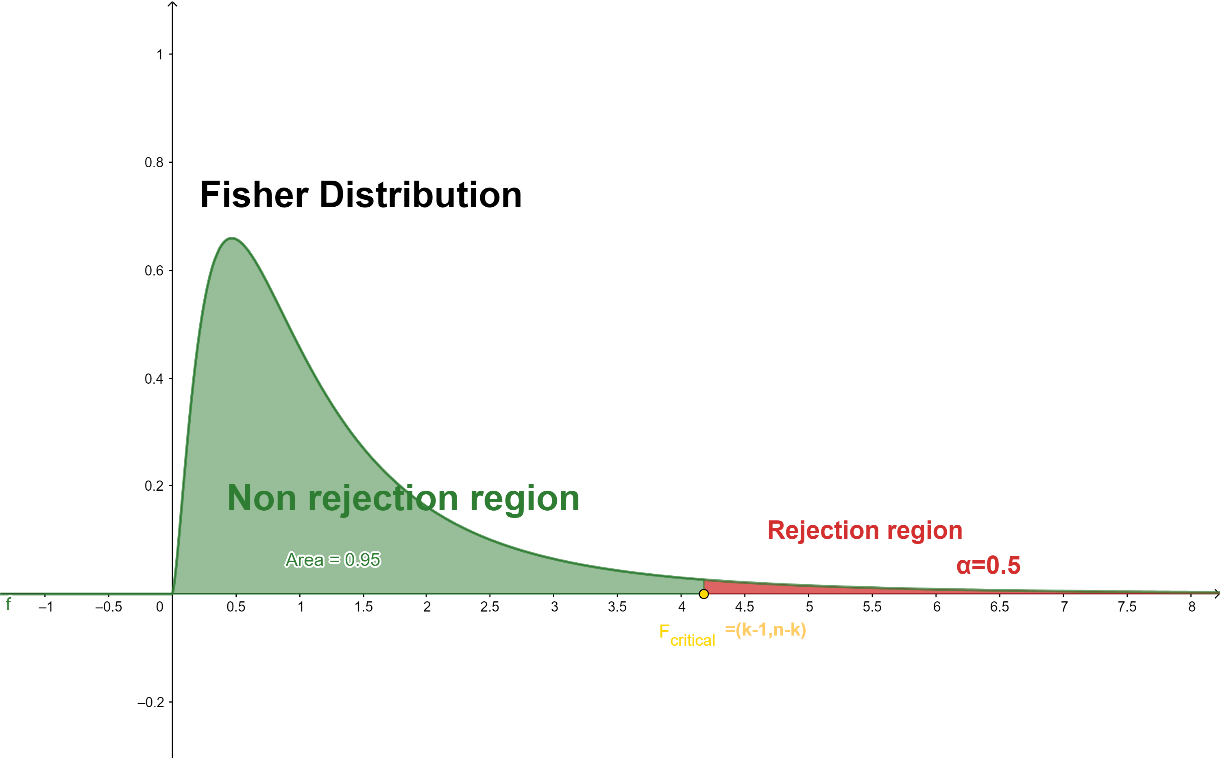 1
0.8
Fisher Distribution
0.6
0.4
0.2
Non rejection region
Area = 0.95
Rejection region
α=0.5
f
–1 –0.5 0 0.5 1 1.5 2 2.5 3 3.5 4 4.5 5 5.5 6 6.5 7 7.5 8
Fcritical =(k-1,n-k)
–0.2